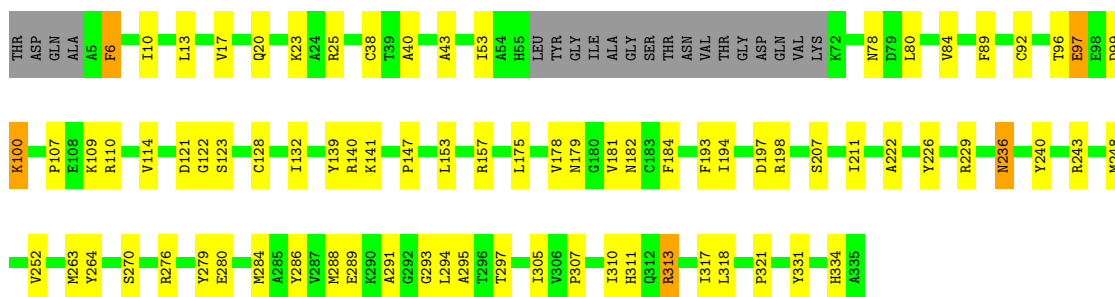 THR ASP GLN ALA A5 F6 I10 L13 V17 Q20 K23 A24 R25 C38 T39 A40 A43 I53 A54 H55 LEU TYR GLY ILE ALA GLY SER THR ASN VAL THR GLY ASP GLN VAL LYS K72 N78 D79 L80 V84 F89 C92 T96 E97 E98
K100 P107 E108 K109 R110 V114 D121 G122 S123 C128 I132 Y139 R140 K141 P147 L153 R157 L175 V178 N179 G180 V181 N182 C183 F184 F193 I194 D197 R198 S207 I211 A222 Y226 R229 N236 Y240 R243
V252 M263 Y264 S270 R276 Y279 E280 M284 A285 Y286 V287 M288 E289 K290 A291 G292 G293 L294 A295 T296 T297 I305 V306 P307 I310 H311 Q312 R313 I317 L318 P321 Y331 H334 A335